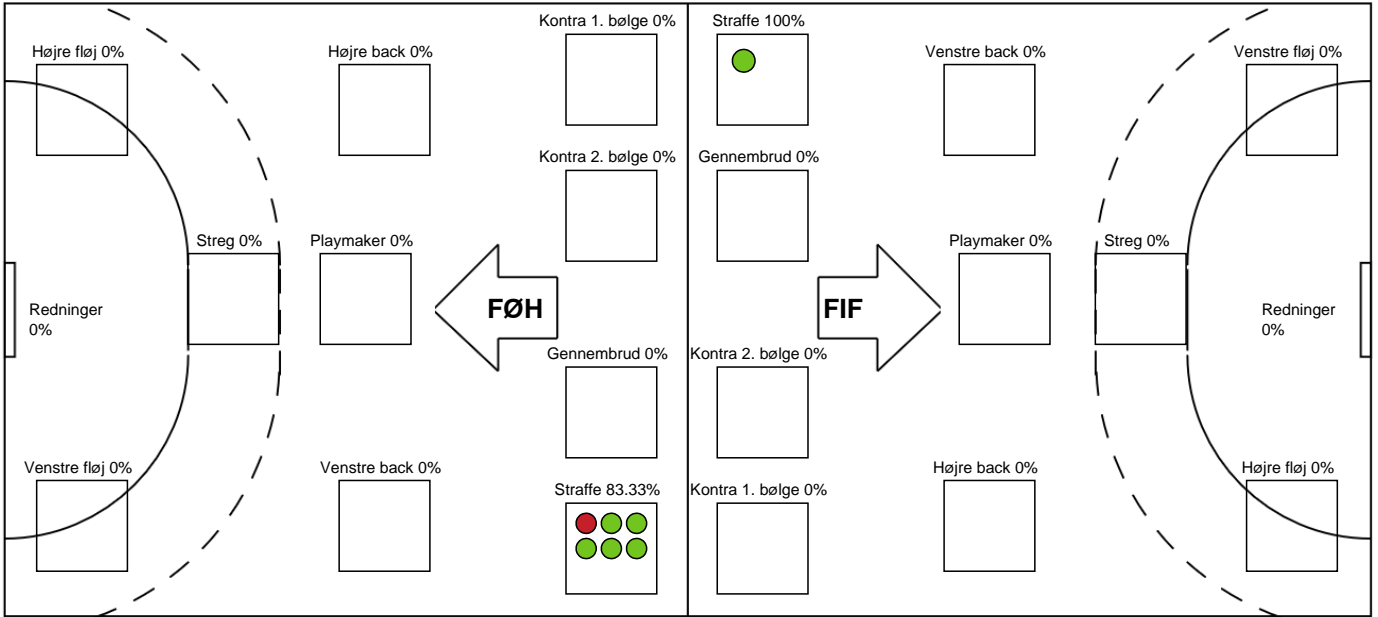 Kontra 1. bølge 0%
Straffe 100%
Højre fløj 0%
Højre back 0%
Venstre back 0%
Venstre fløj 0%
Kontra 2. bølge 0%
Gennembrud 0%
Streg 0%
Playmaker 0%
Playmaker 0%
Streg 0%
Redninger
0%
FØH
FIF
Redninger
0%
Gennembrud 0%
Kontra 2. bølge 0%
Venstre fløj 0%
Venstre back 0%
Højre back 0%
Højre fløj 0%
Straffe 83.33%
Kontra 1. bølge 0%